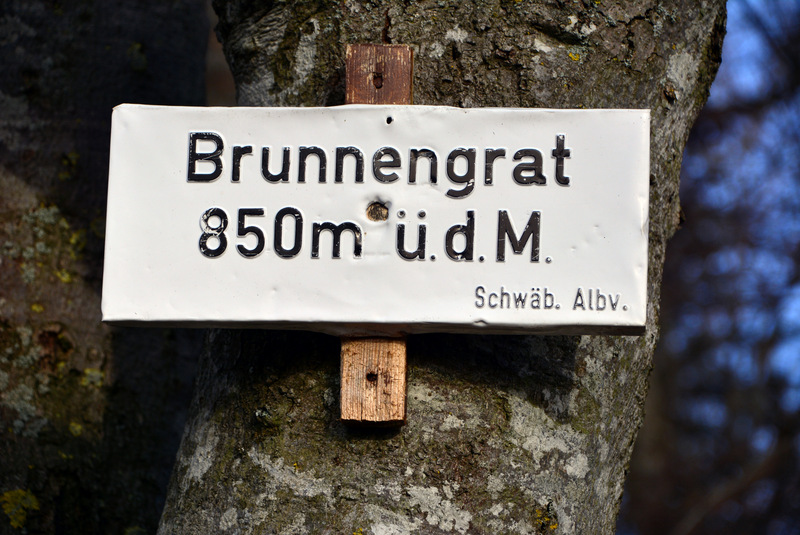 Brunnengrat
850m ü.d.M.
Schwäb. Albv.